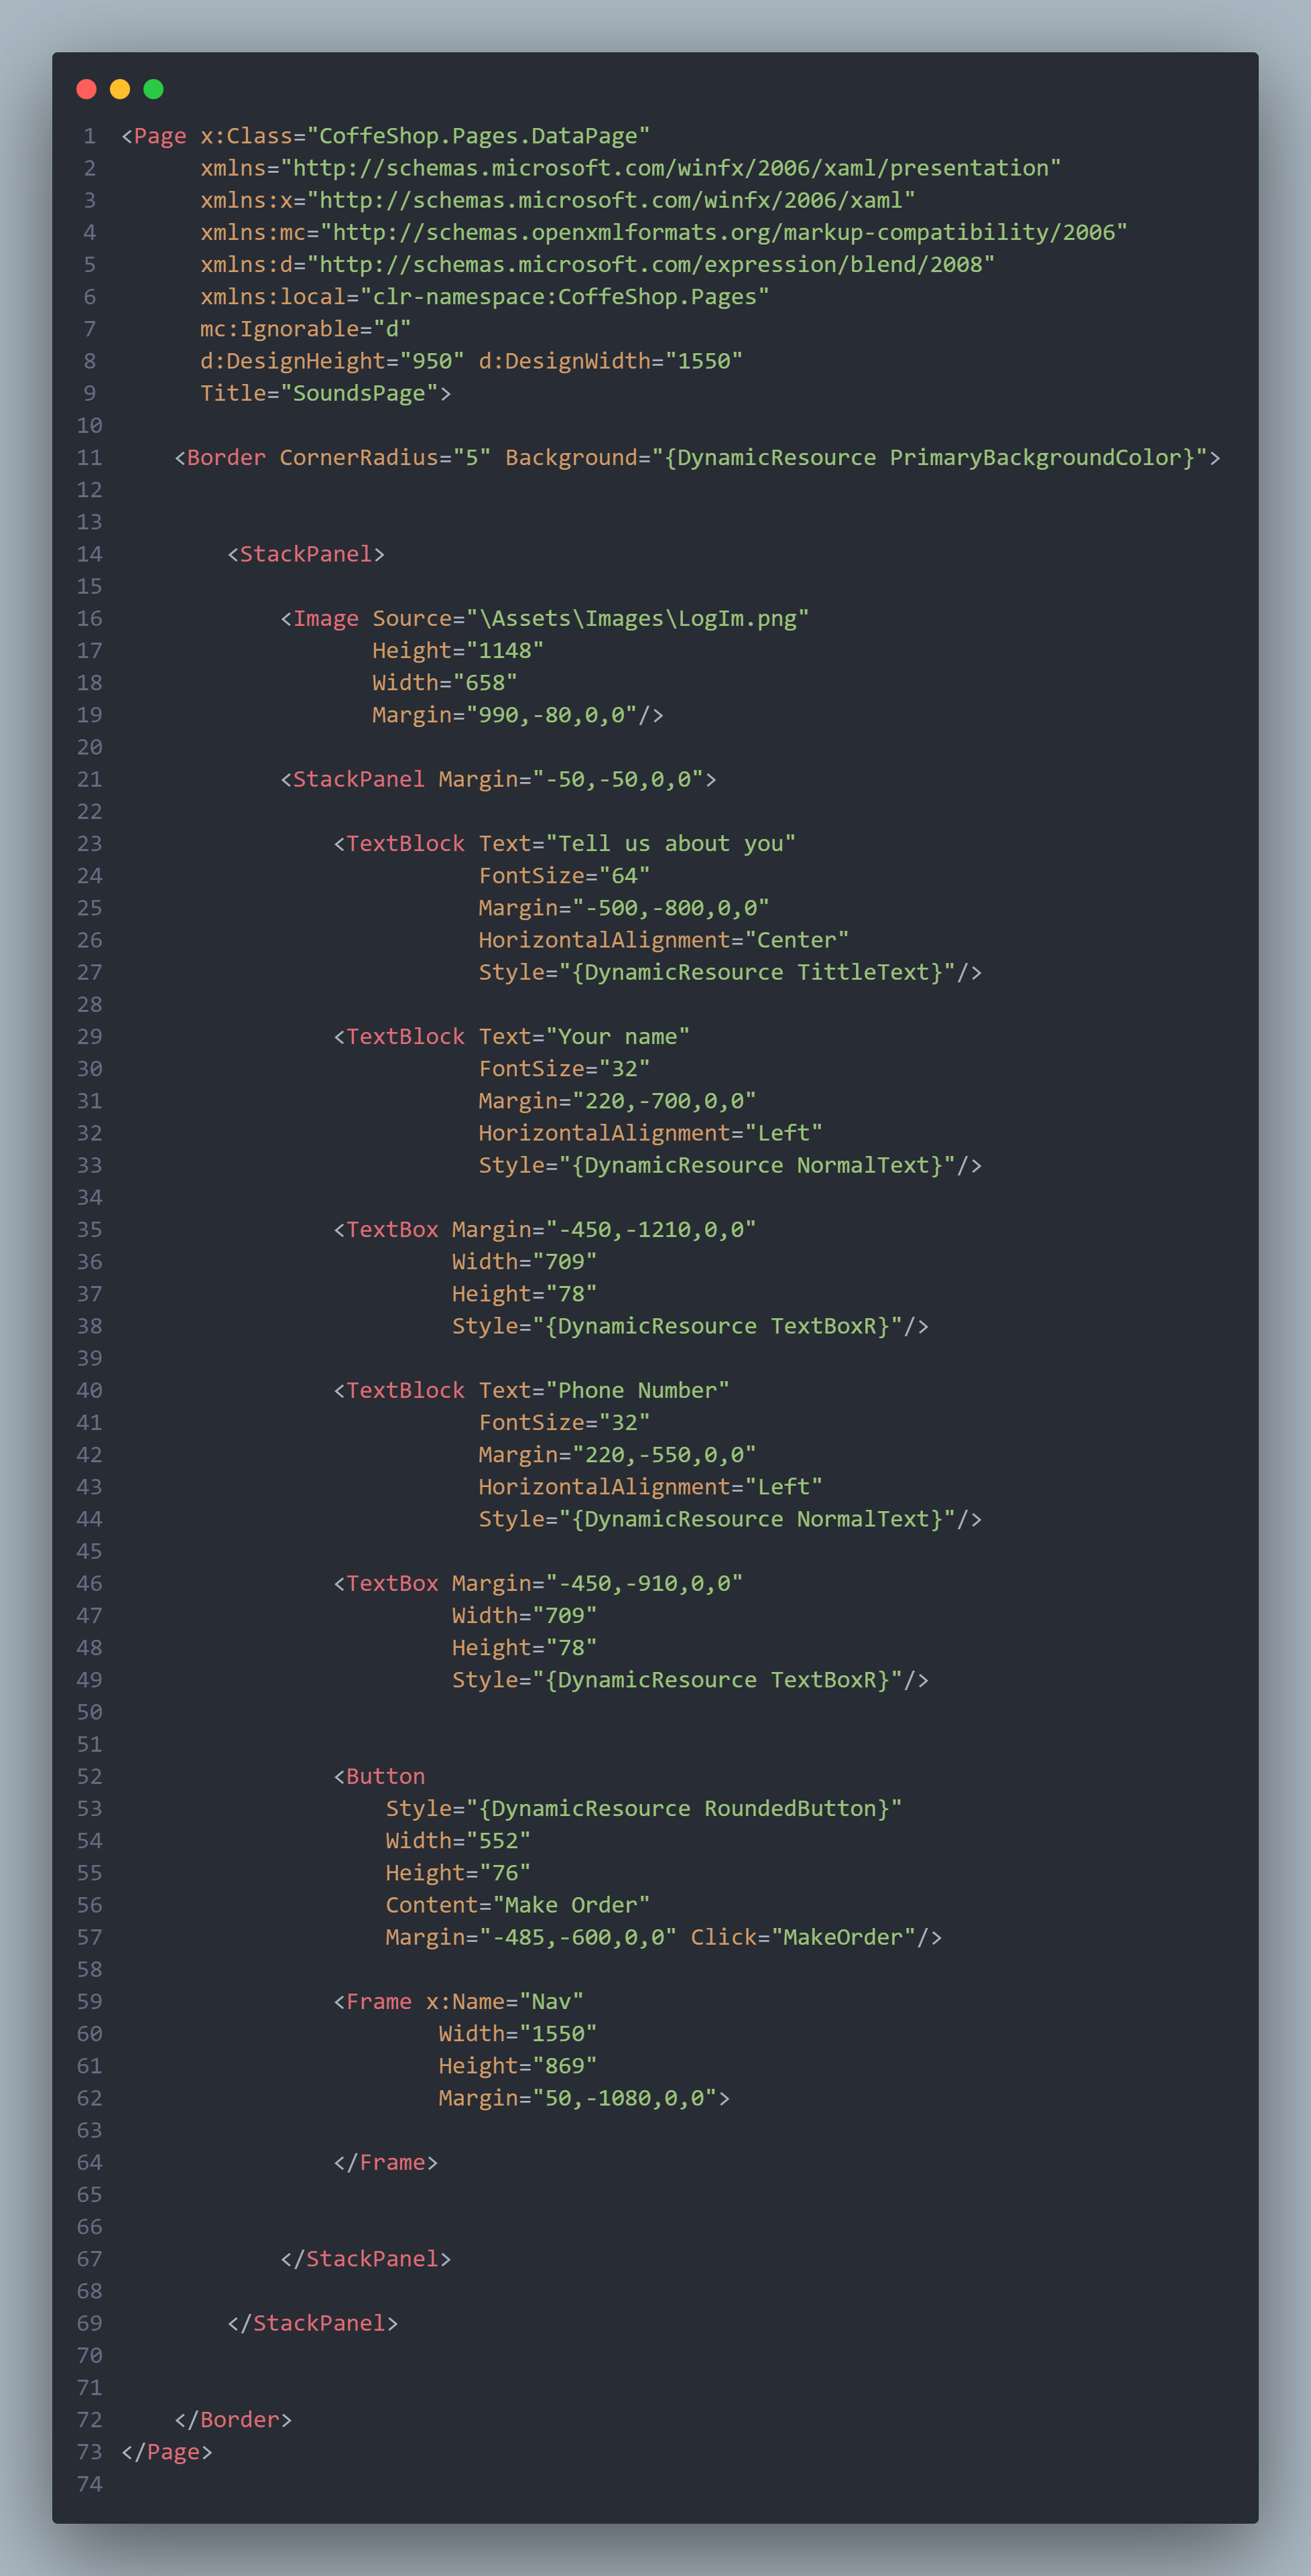 1 <Page x:Class="CoffeShop.Pages.DataPage"
2       xmlns="http://schemas.microsoft.com/winfx/2006/xaml/presentation"
3       xmlns:x="http://schemas.microsoft.com/winfx/2006/xaml"
4       xmlns:mc="http://schemas.openxmlformats.org/markup-compatibility/2006"
5       xmlns:d="http://schemas.microsoft.com/expression/blend/2008"
6       xmlns:local="clr-namespace:CoffeShop.Pages"
7       mc:Ignorable="d"
8       d:DesignHeight="950" d:DesignWidth="1550"
9       Title="SoundsPage">
10
11     <Border CornerRadius="5" Background="{DynamicResource PrimaryBackgroundColor}">
12
13
14         <StackPanel>
15
16             <Image Source="\Assets\Images\LogIm.png"
17                    Height="1148"
18                    Width="658"
19                    Margin="990,-80,0,0"/>
20
21             <StackPanel Margin="-50,-50,0,0">
22
23                 <TextBlock Text="Tell us about you"
24                            FontSize="64"
25                            Margin="-500,-800,0,0"
26                            HorizontalAlignment="Center"
27                            Style="{DynamicResource TittleText}"/>
28
29                 <TextBlock Text="Your name"
30                            FontSize="32"
31                            Margin="220,-700,0,0"
32                            HorizontalAlignment="Left"
33                            Style="{DynamicResource NormalText}"/>
34
35                 <TextBox Margin="-450,-1210,0,0"
36                          Width="709"
37                          Height="78"
38                          Style="{DynamicResource TextBoxR}"/>
39
40                 <TextBlock Text="Phone Number"
41                            FontSize="32"
42                            Margin="220,-550,0,0"
43                            HorizontalAlignment="Left"
44                            Style="{DynamicResource NormalText}"/>
45
46                 <TextBox Margin="-450,-910,0,0"
47                          Width="709"
48                          Height="78"
49                          Style="{DynamicResource TextBoxR}"/>
50
51
52                 <Button
53                     Style="{DynamicResource RoundedButton}"
54                     Width="552"
55                     Height="76"
56                     Content="Make Order"
57                     Margin="-485,-600,0,0" Click="MakeOrder"/>
58
59                 <Frame x:Name="Nav"
60                         Width="1550"
61                         Height="869"
62                         Margin="50,-1080,0,0">
63
64                 </Frame>
65
66
67             </StackPanel>
68
69         </StackPanel>
70
71
72     </Border>
73 </Page>
74